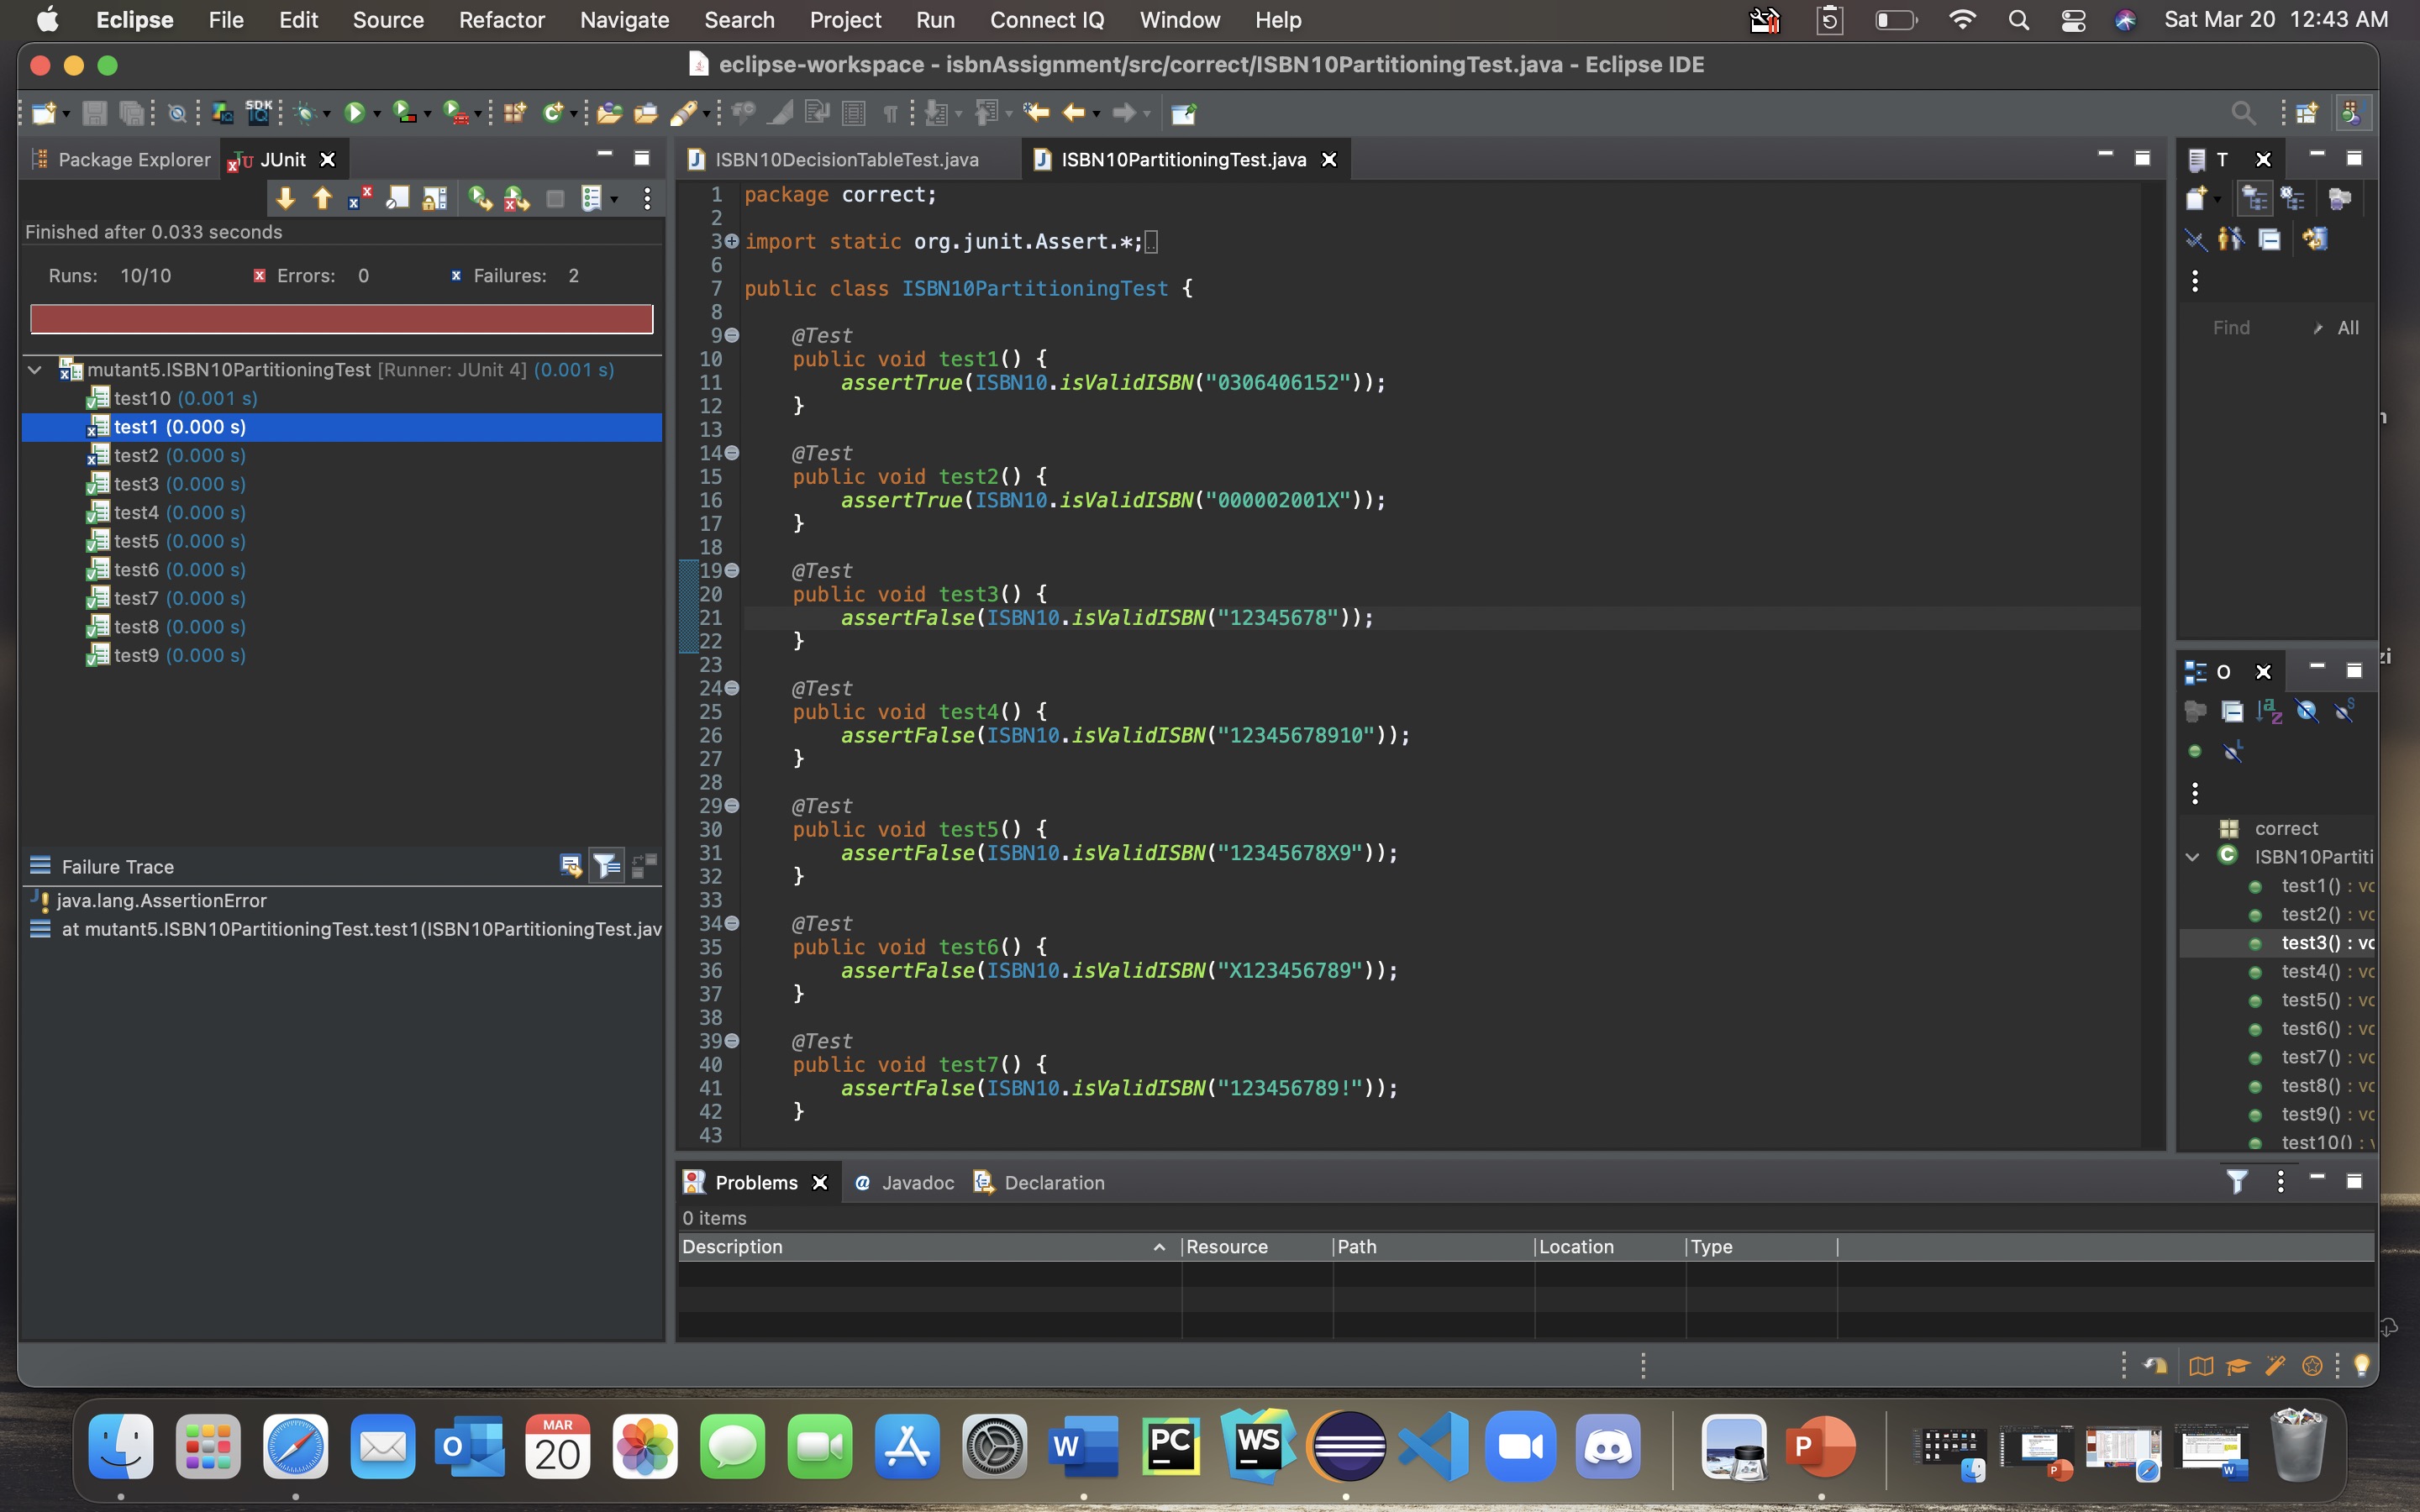 Eclipse File Edit Source Refactor Navigate Search Project Run Connect IQ Window Help Sat Mar 20 12:43 AM
eclipse-workspace - isbnAssignment/src/correct/ISBN10PartitioningTest.java - Eclipse IDE
SDK
IQ
Package Explorer
JUnit
Finished after 0.033 seconds
Runs: 10/10 Errors: 0 Failures: 2
mutant5.ISBN10PartitioningTest [Runner: JUnit 4] (0.001 s)
test10 (0.001 s)
test1 (0.000 s)
test2 (0.000 s)
test3 (0.000 s)
test4 (0.000 s)
test5 (0.000 s)
test6 (0.000 s)
test7 (0.000 s)
test8 (0.000 s)
test9 (0.000 s)
Failure Trace
java.lang.AssertionError
at mutant5.ISBN10PartitioningTest.test1(ISBN10PartitioningTest.jav
ISBN10DecisionTableTest.java
ISBN10PartitioningTest.java
1 package correct;
2
3 import static org.junit.Assert.*;
6
7 public class ISBN10PartitioningTest {
8
9 @Test
10 public void test1() {
11 assertTrue(ISBN10.isValidISBN("0306406152"));
12 }
13
14 @Test
15 public void test2() {
16 assertTrue(ISBN10.isValidISBN("000002001X"));
17 }
18
19 @Test
20 public void test3() {
21 assertFalse(ISBN10.isValidISBN("12345678"));
22 }
23
24 @Test
25 public void test4() {
26 assertFalse(ISBN10.isValidISBN("12345678910"));
27 }
28
29 @Test
30 public void test5() {
31 assertFalse(ISBN10.isValidISBN("12345678X9"));
32 }
33
34 @Test
35 public void test6() {
36 assertFalse(ISBN10.isValidISBN("X123456789"));
37 }
38
39 @Test
40 public void test7() {
41 assertFalse(ISBN10.isValidISBN("123456789!"));
42 }
43
T
Find All
O
correct
ISBN10Partiti
test1() : vo
test2() : vo
test3() : vo
test4() : vo
test5() : vo
test6() : vo
test7() : vo
test8() : vo
test9() : vo
test10() : v
Problems
@ Javadoc
Declaration
0 items
Description Resource Path Location Type
MAR
20
W
PC
WS
P